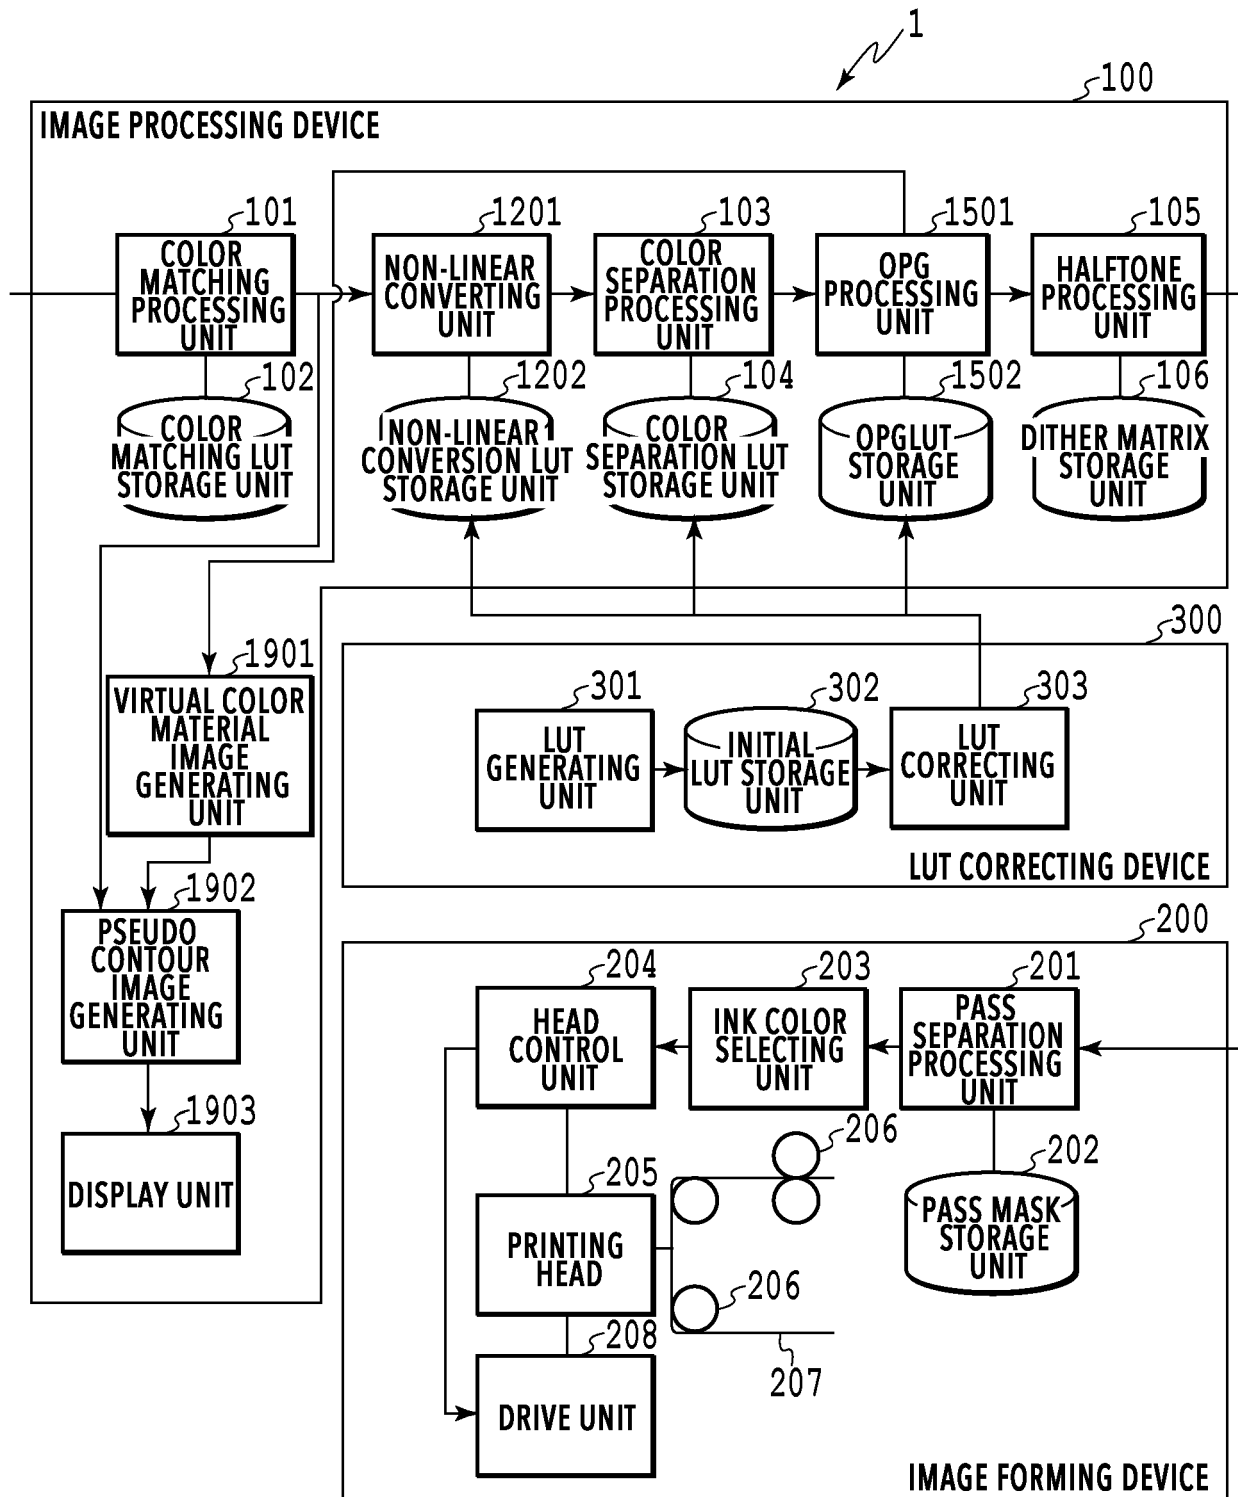 1
100
IMAGE PROCESSING DEVICE
101
COLOR
MATCHING
PROCESSING
UNIT
1201
NON-LINEAR
CONVERTING
UNIT
103
COLOR
SEPARATION
PROCESSING
UNIT
1501
OPG
PROCESSING
UNIT
105
HALFTONE
PROCESSING
UNIT
102
COLOR
MATCHING LUT
STORAGE UNIT
1202
NON-LINEAR
CONVERSION LUT
STORAGE UNIT
104
COLOR
SEPARATION LUT
STORAGE UNIT
1502
OPGLUT
STORAGE
UNIT
106
DITHER MATRIX
STORAGE
UNIT
1901
VIRTUAL COLOR
MATERIAL
IMAGE
GENERATING
UNIT
1902
PSEUDO
CONTOUR
IMAGE
GENERATING
UNIT
1903
DISPLAY UNIT
300
301
LUT
GENERATING
UNIT
302
INITIAL
LUT STORAGE
UNIT
303
LUT
CORRECTING
UNIT
LUT CORRECTING DEVICE
200
204
HEAD
CONTROL
UNIT
203
INK COLOR
SELECTING
UNIT
201
PASS
SEPARATION
PROCESSING
UNIT
202
PASS MASK
STORAGE
UNIT
205
PRINTING
HEAD
206
206
207
208
DRIVE UNIT
IMAGE FORMING DEVICE